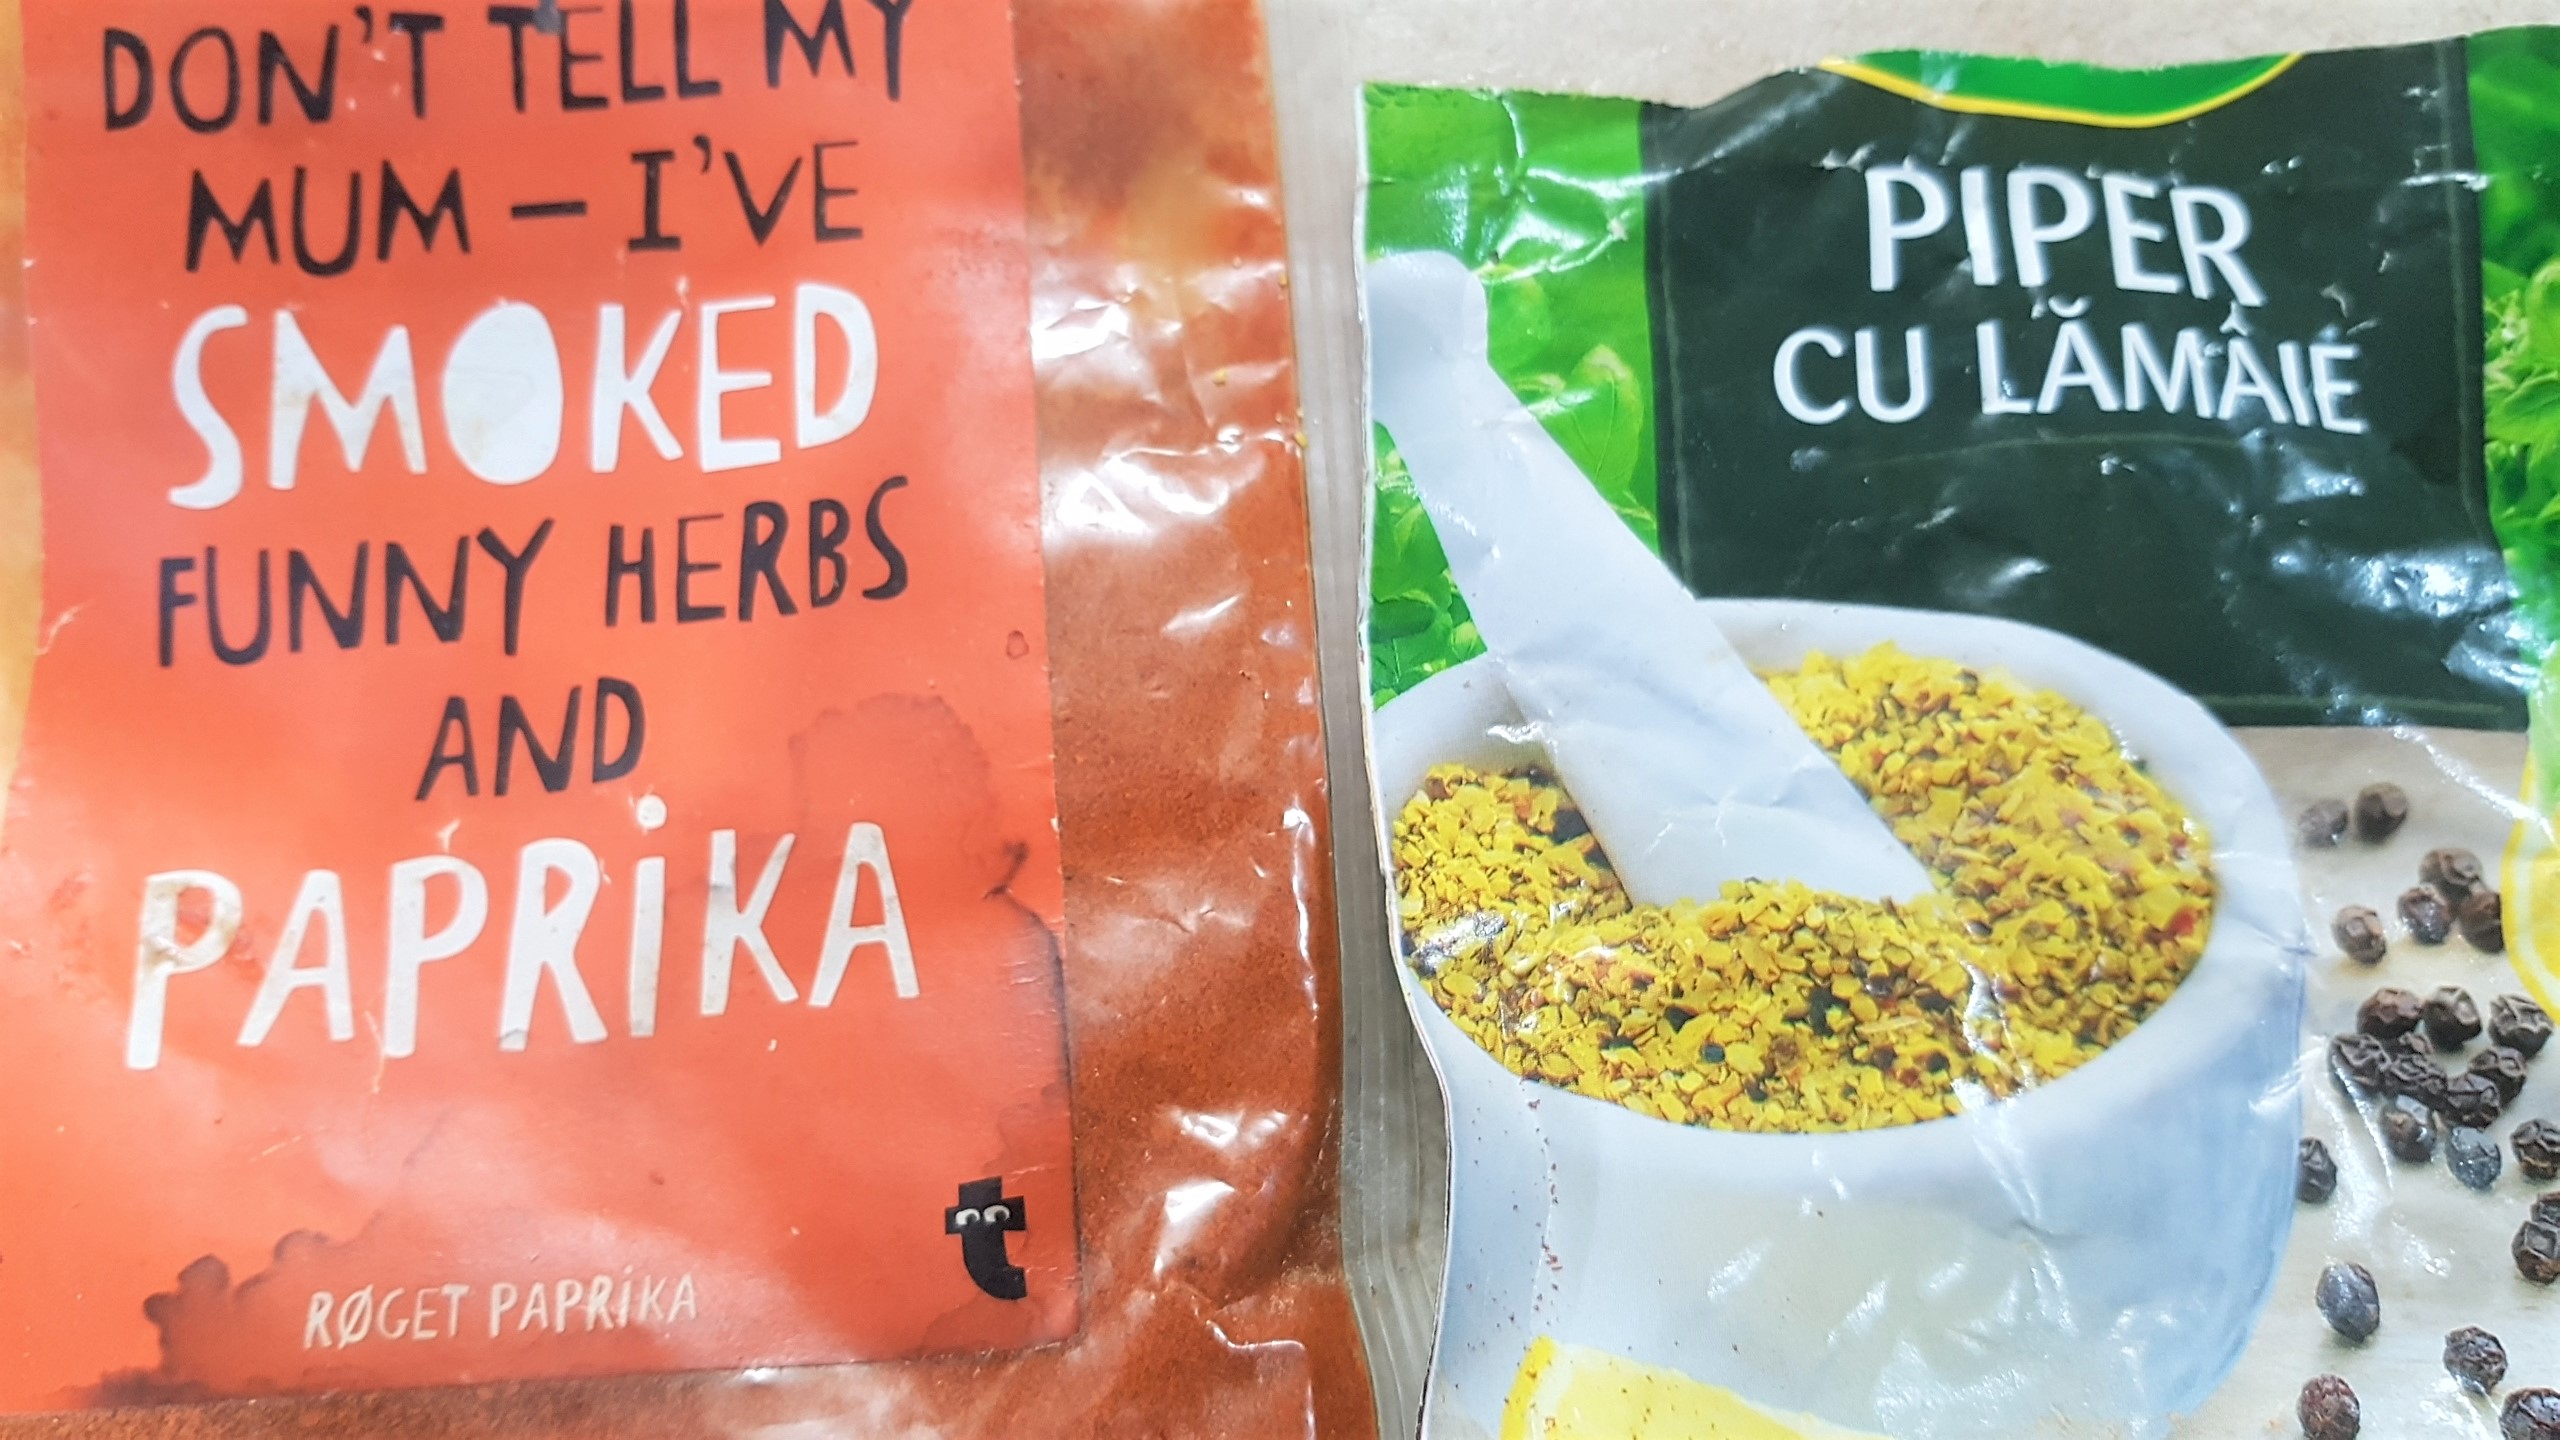 DON'T TELL MY
MUM – I'VE
SMOKED
FUNNY HERBS
AND
PAPRiKA
RØGET PAPRiKA
t
PIPER
CU LĂMÂIE